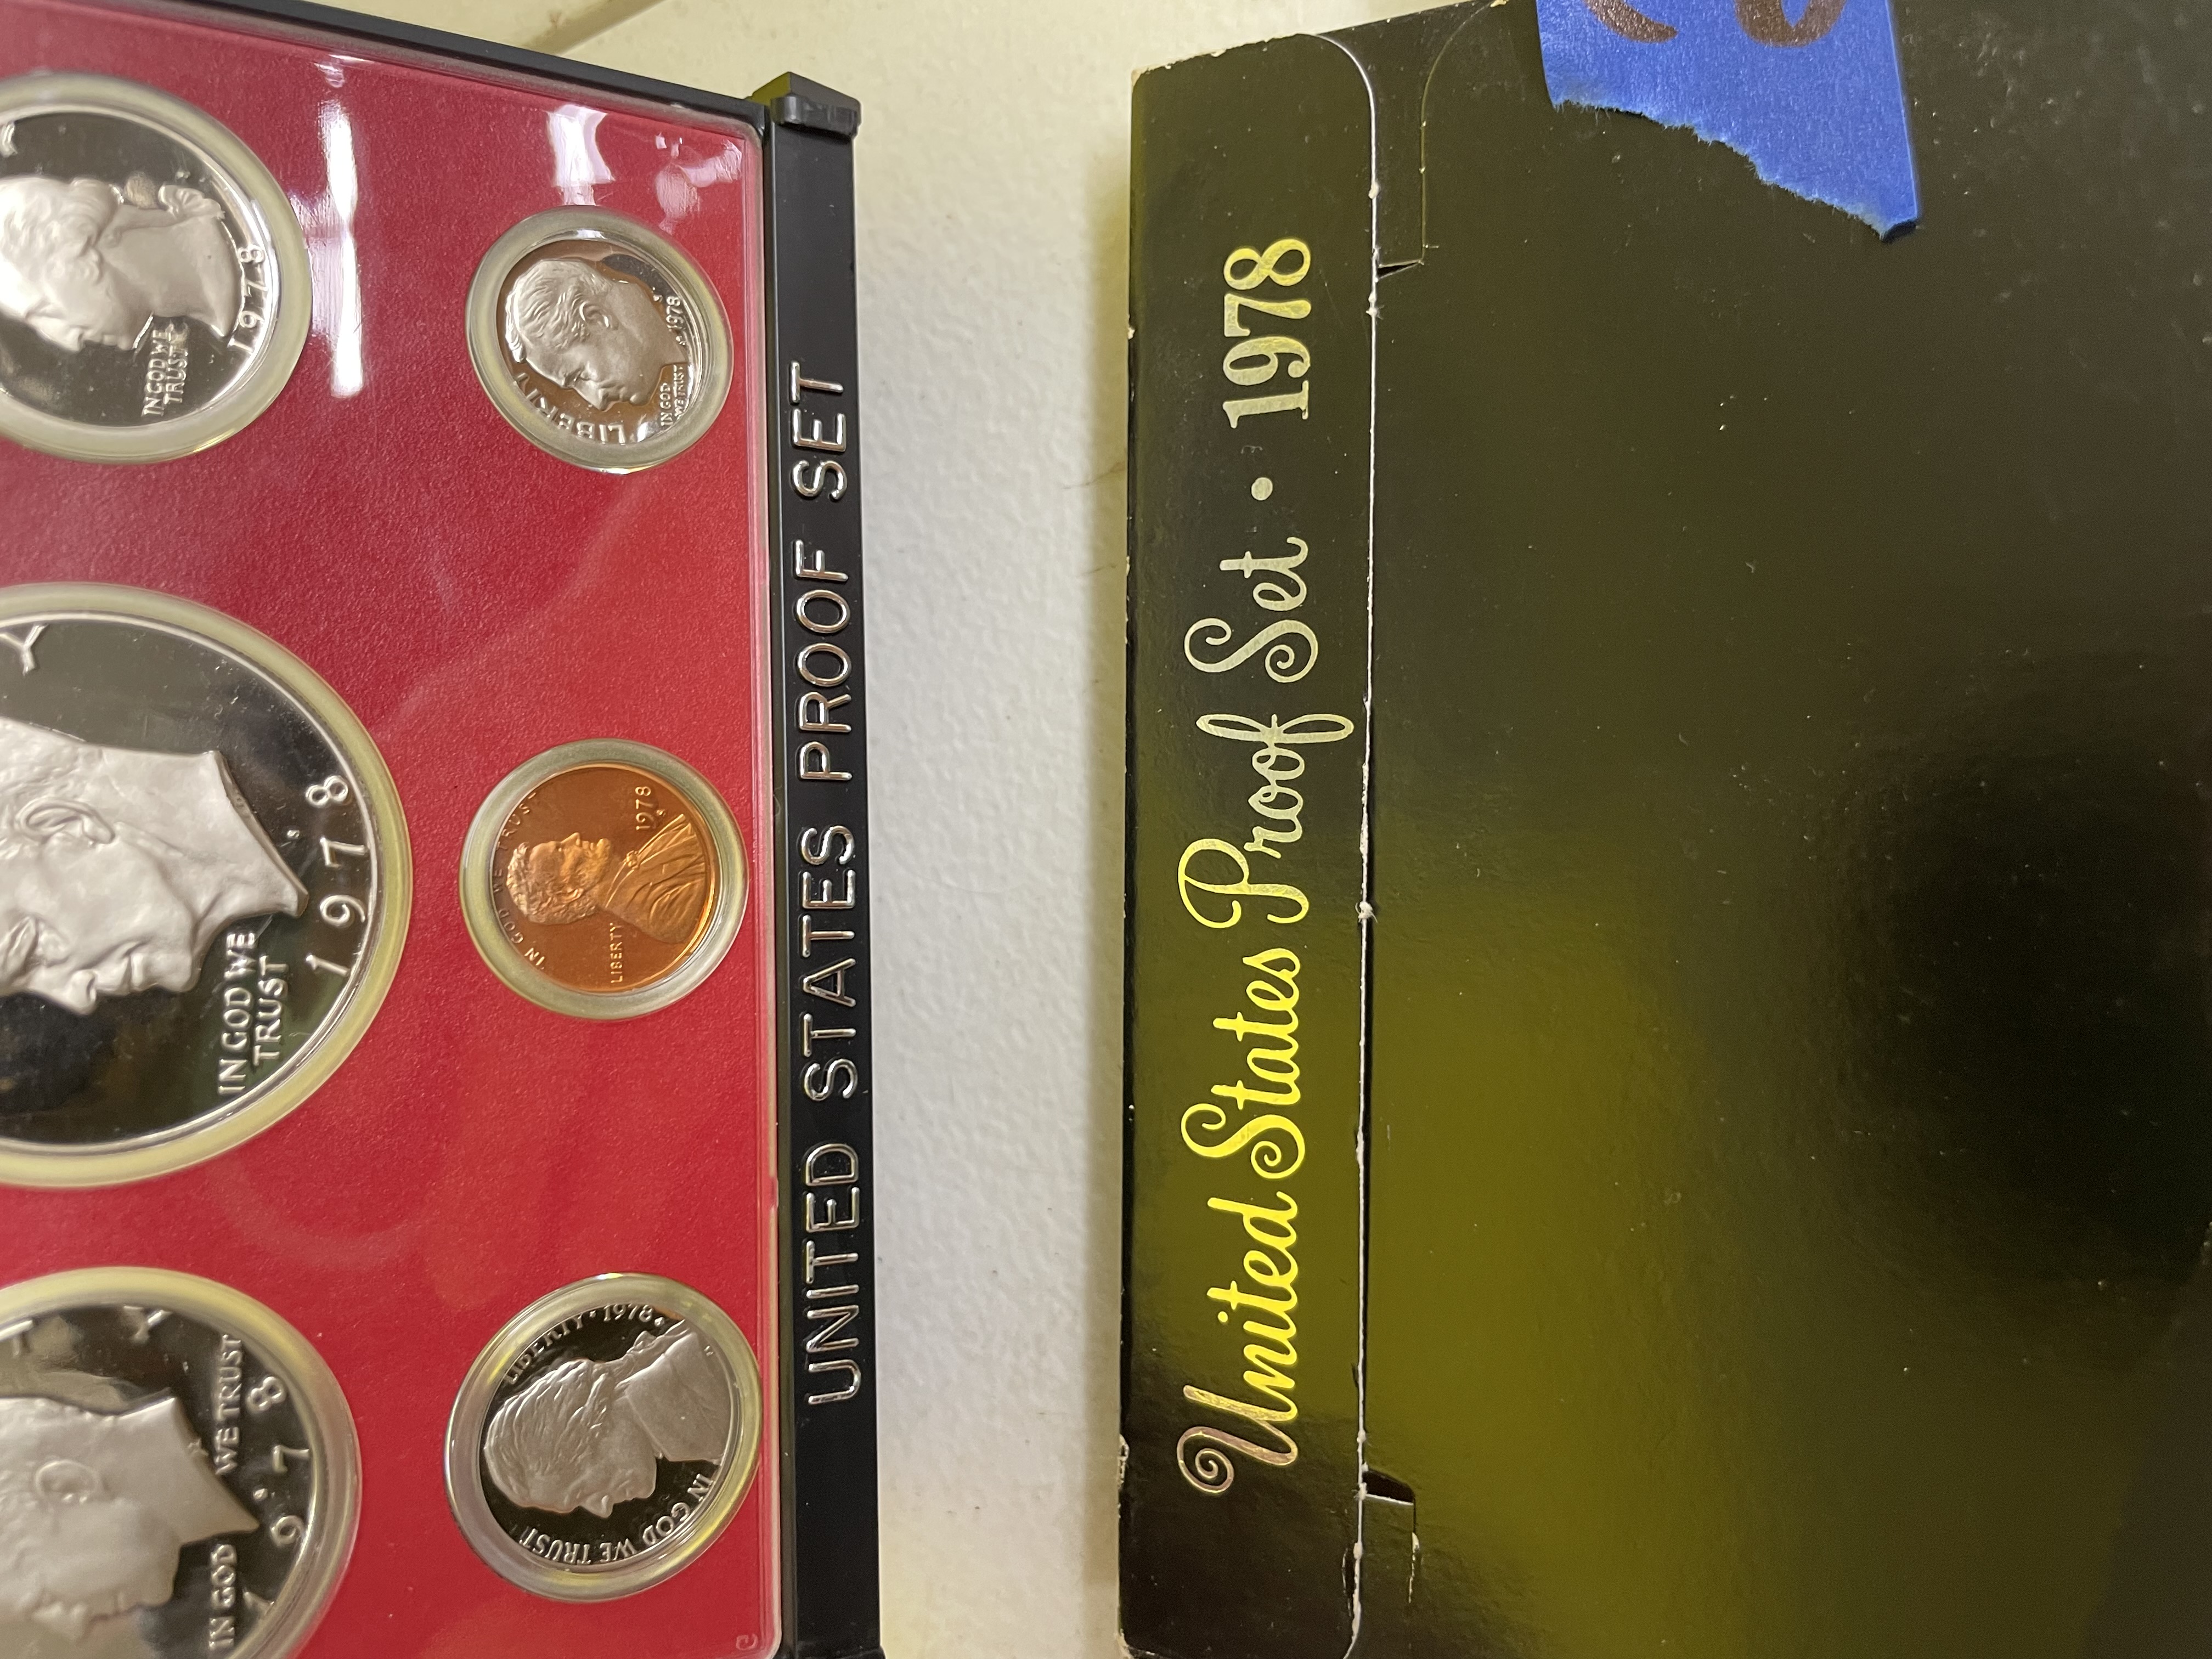 1978
IN GOD WE
TRUST
LIBERTY
IN GOD
WE TRUST
S
1978
Y
IN GOD WE
TRUST
S
1978
IN GOD WE TRUST
LIBERTY
1978
S
IN GOD WE TRUST
1978
LIBERTY · 1978
IN GOD WE TRUST
UNITED STATES PROOF SET
United States Proof Set · 1978